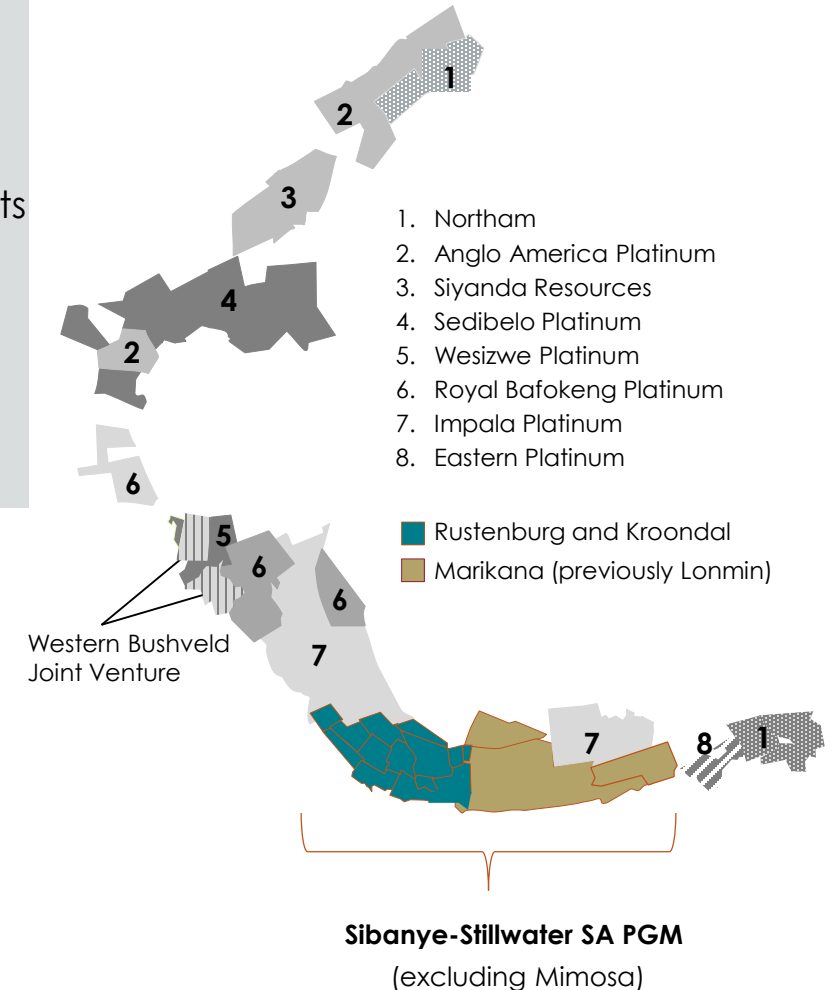 1
2
ts
3
1. Northam
2. Anglo America Platinum
3. Siyanda Resources
4. Sedibelo Platinum
5. Wesizwe Platinum
6. Royal Bafokeng Platinum
7. Impala Platinum
8. Eastern Platinum
4
2
6
5
6
6
Rustenburg and Kroondal
Marikana (previously Lonmin)
Western Bushveld
Joint Venture
7
7
8
1
Sibanye-Stillwater SA PGM
(excluding Mimosa)